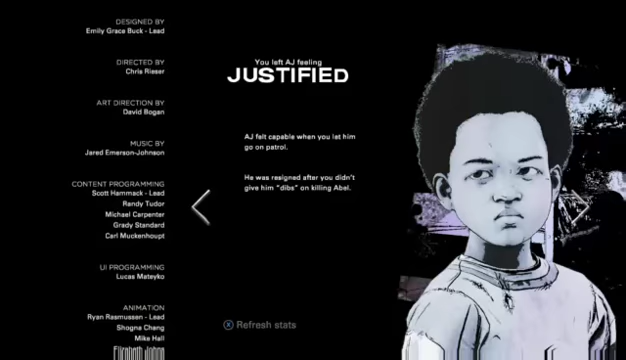 DESIGNED BY
Emily Grace Buck - Lead
DIRECTED BY
Chris Rieser
ART DIRECTION BY
David Bogan
MUSIC BY
Jared Emerson-Johnson
CONTENT PROGRAMMING
Scott Hammack - Lead
Randy Tudor
Michael Carpenter
Grady Standard
Carl Muckenhoupt
UI PROGRAMMING
Lucas Mateyko
ANIMATION
Ryan Rasmussen - Lead
Shogna Cheng
Mike Hall
You left AJ feeling
JUSTIFIED
AJ felt capable when you let him
go on patrol.
He was resigned after you didn't
give him "dibs" on killing Abel.
X Refresh stats